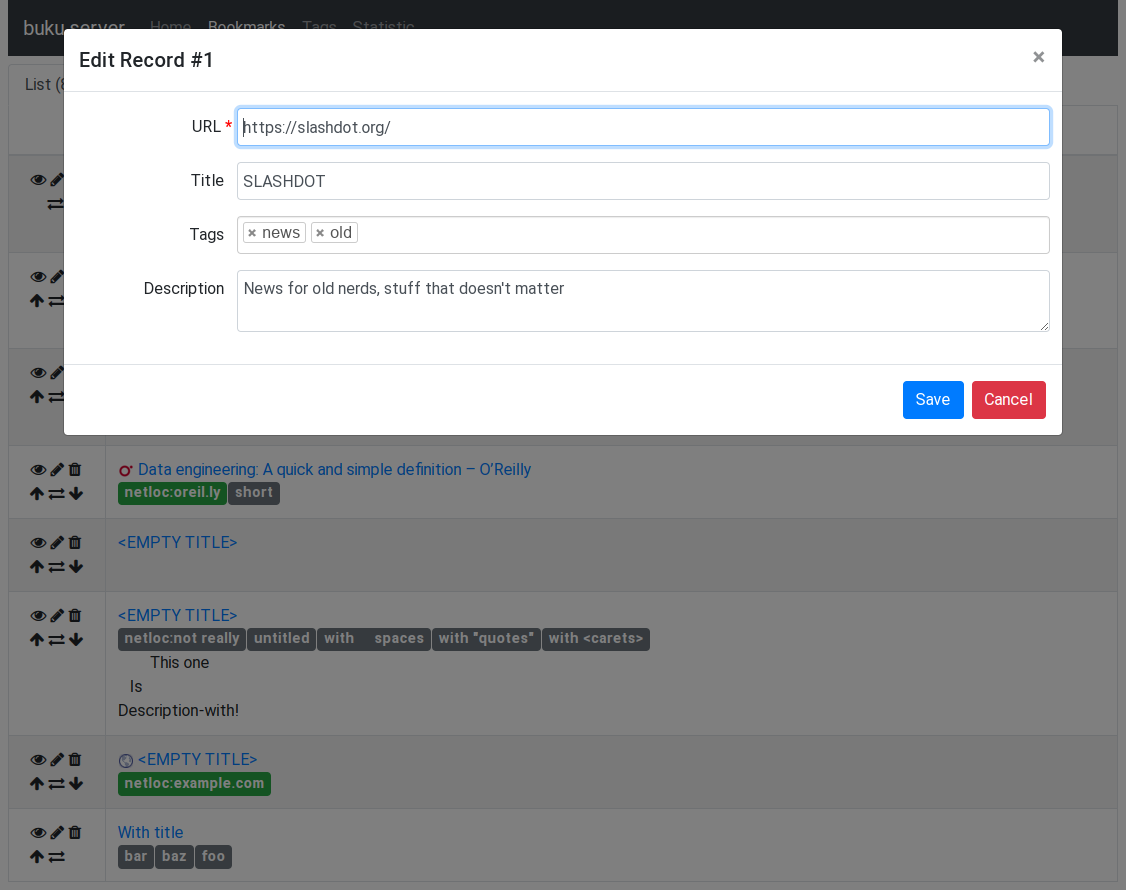 buku server Home Bookmarks Tags Statistic
Edit Record #1 ×
List (8
URL * https://slashdot.org/
Title SLASHDOT
Tags × news × old
Description News for old nerds, stuff that doesn't matter
Save Cancel
Data engineering: A quick and simple definition – O'Reilly
netloc:oreil.ly short
<EMPTY TITLE>
<EMPTY TITLE>
netloc:not really untitled with     spaces with "quotes" with <carets>
This one
Is
Description-with!
<EMPTY TITLE>
netloc:example.com
With title
bar baz foo